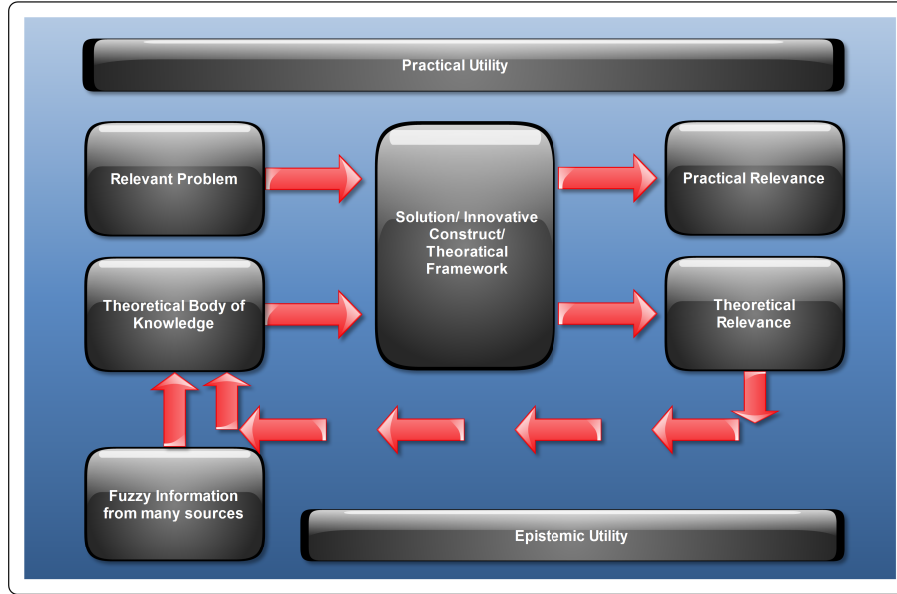 Practical Utility
Relevant Problem
Solution/ Innovative
Construct/
Theoratical
Framework
Practical Relevance
Theoretical Body of
Knowledge
Theoretical
Relevance
Fuzzy Information
from many sources
Epistemic Utility